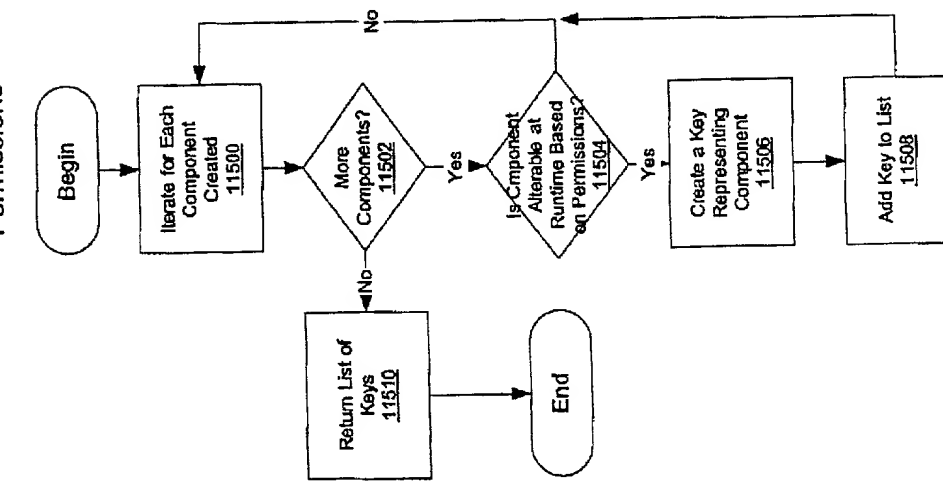 Begin
Iterate for Each
Component
Created
11500
More
Components?
11502
No
Yes
Is Cmponent
Alterable at
Runtime Based
on Permissions?
11504
No
Yes
Create a Key
Representing
Component
11506
Add Key to List
11508
Return List of
Keys
11510
End